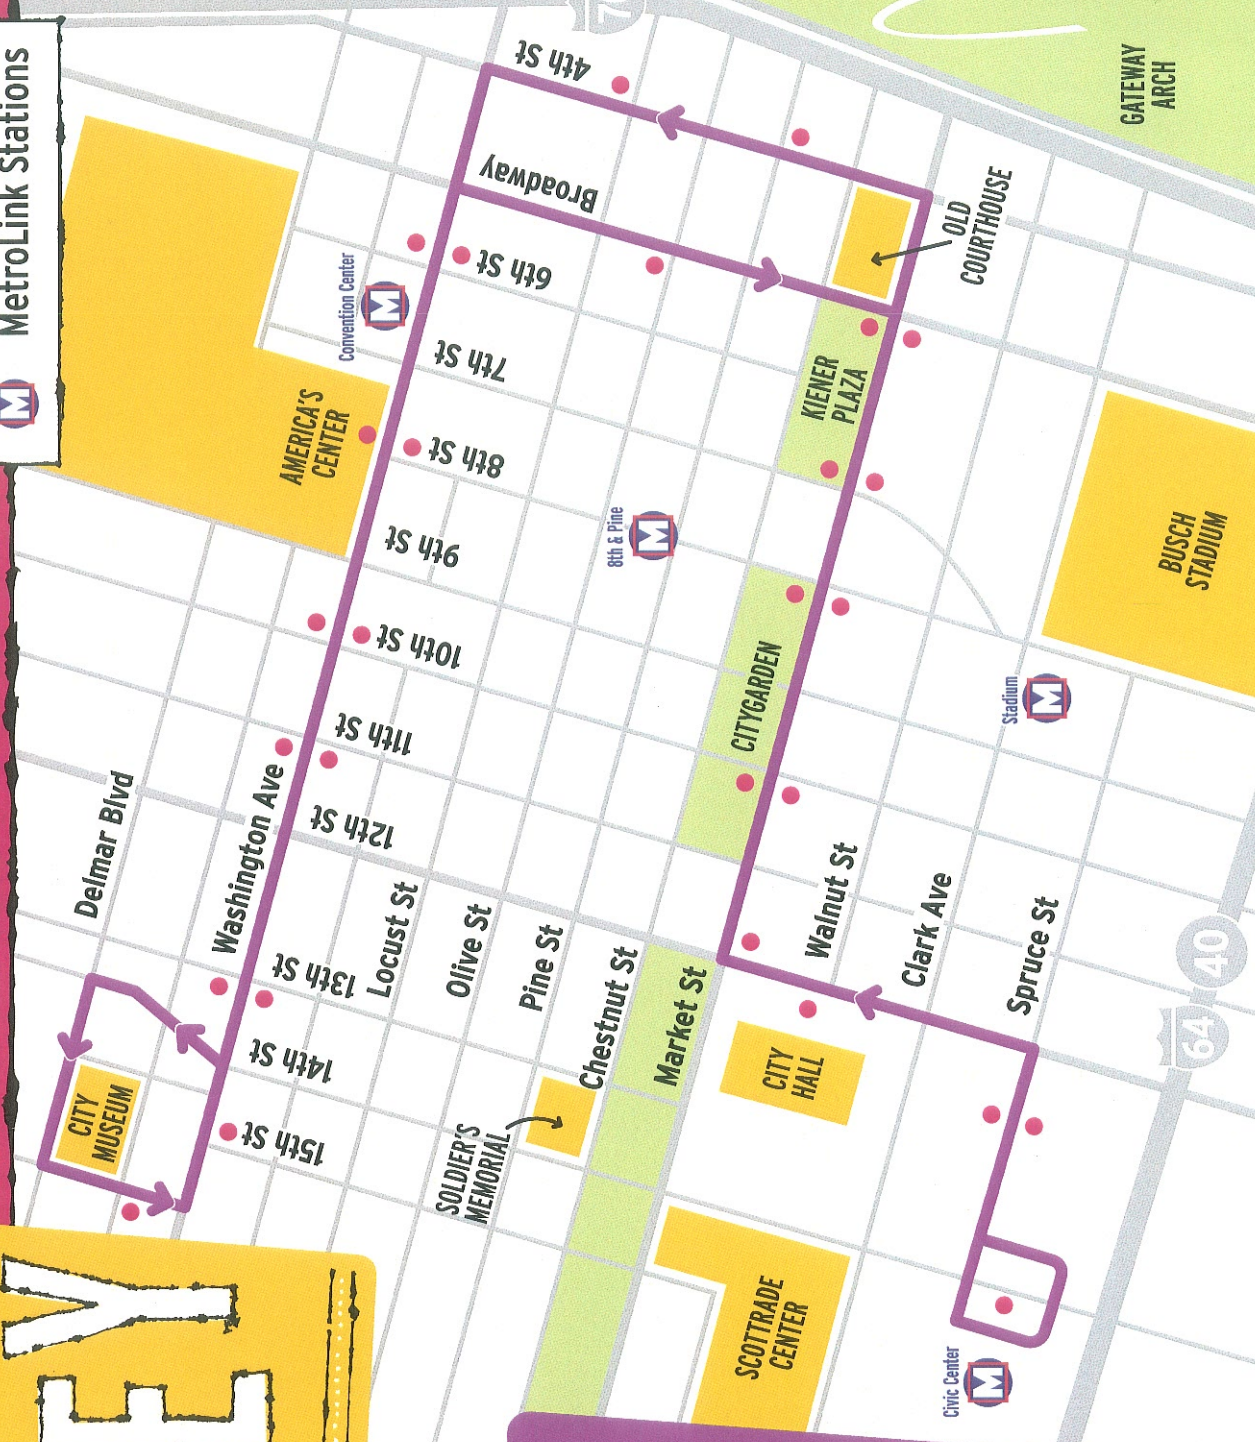 MetroLink Stations
M
GATEWAY
ARCH
4th St
Broadway
6th St
7th St
8th St
9th St
10th St
11th St
12th St
13th St
14th St
15th St
OLD
COURTHOUSE
KIENER
PLAZA
Convention Center
M
AMERICA'S
CENTER
8th & Pine
M
BUSCH
STADIUM
CITYGARDEN
Stadium
M
Delmar Blvd
Washington Ave
Locust St
Olive St
Pine St
Chestnut St
Market St
Walnut St
Clark Ave
Spruce St
40
64
CITY
HALL
CITY
MUSEUM
SOLDIER'S
MEMORIAL
SCOTTRADE
CENTER
Civic Center
M